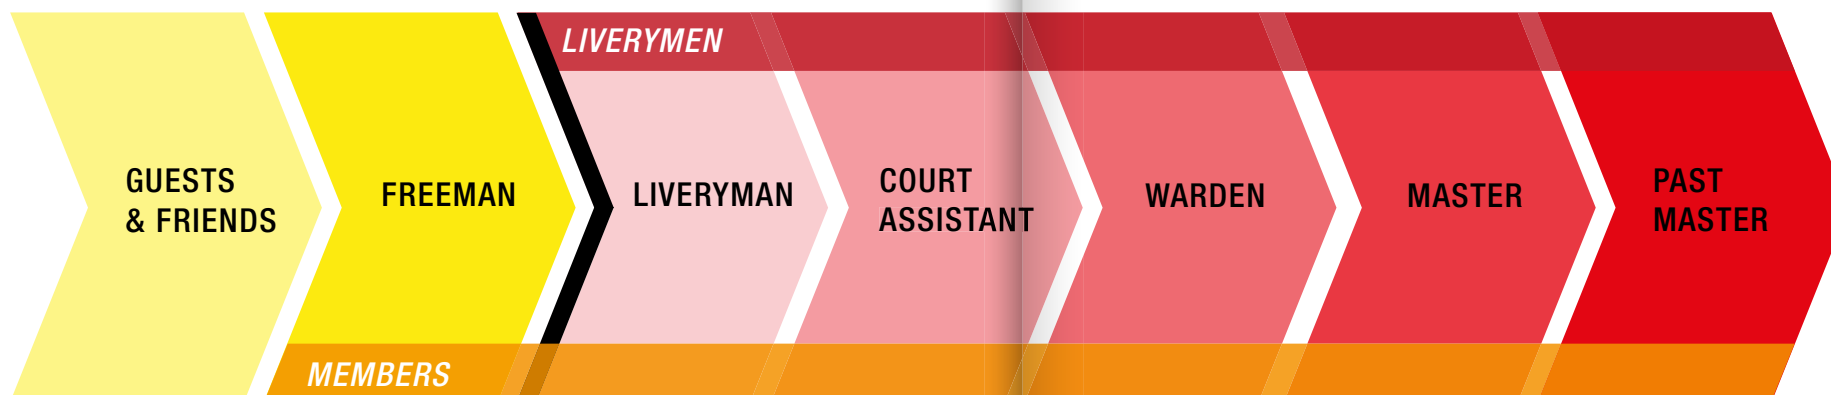 LIVERYMEN
GUESTS
& FRIENDS
FREEMAN
LIVERYMAN
COURT
ASSISTANT
WARDEN
MASTER
PAST
MASTER
MEMBERS